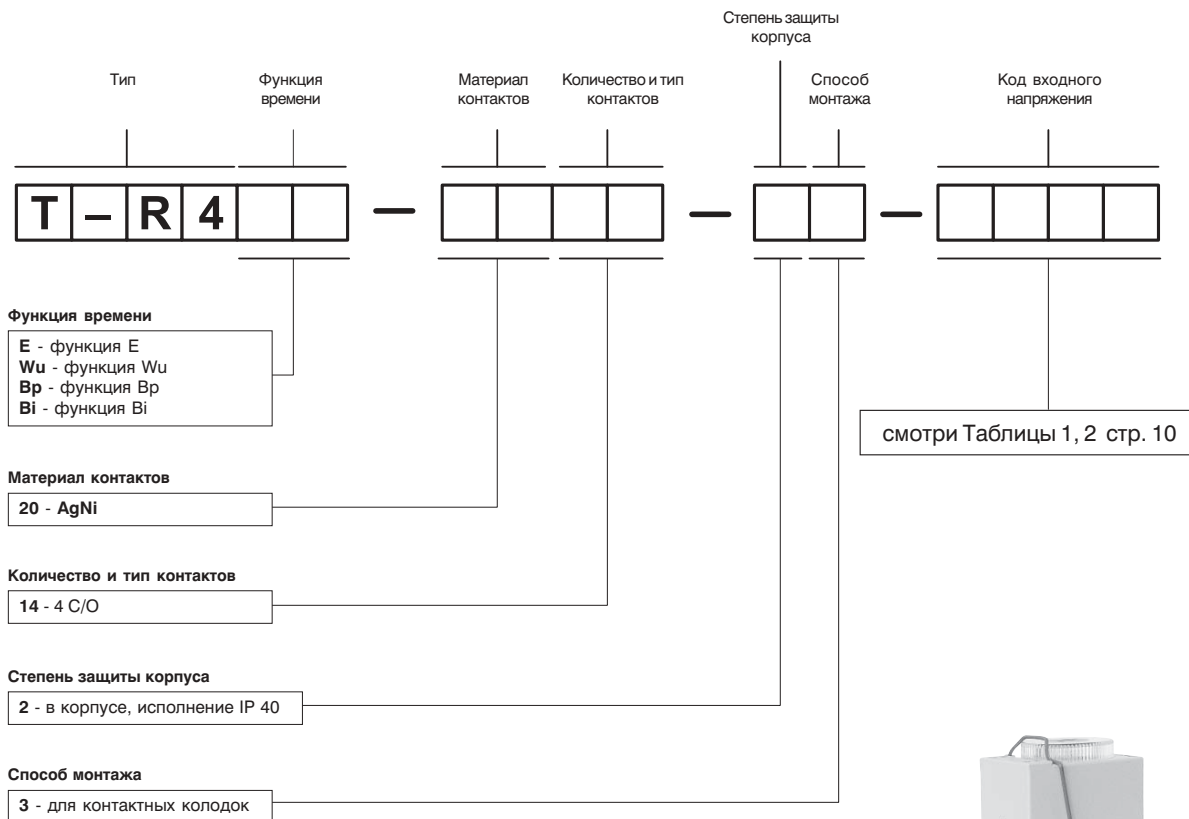 Степень защиты
корпуса
Тип
Функция
времени
Материал
контактов
Количество и тип
контактов
Способ
монтажа
Код входного
напряжения
T – R 4 — — —
Функция времени
E - функция E
Wu - функция Wu
Bp - функция Bp
Bi - функция Bi
смотри Таблицы 1, 2 стр. 10
Материал контактов
20 - AgNi
Количество и тип контактов
14 - 4 C/O
Степень защиты корпуса
2 - в корпусе, исполнение IP 40
Способ монтажа
3 - для контактных колодок